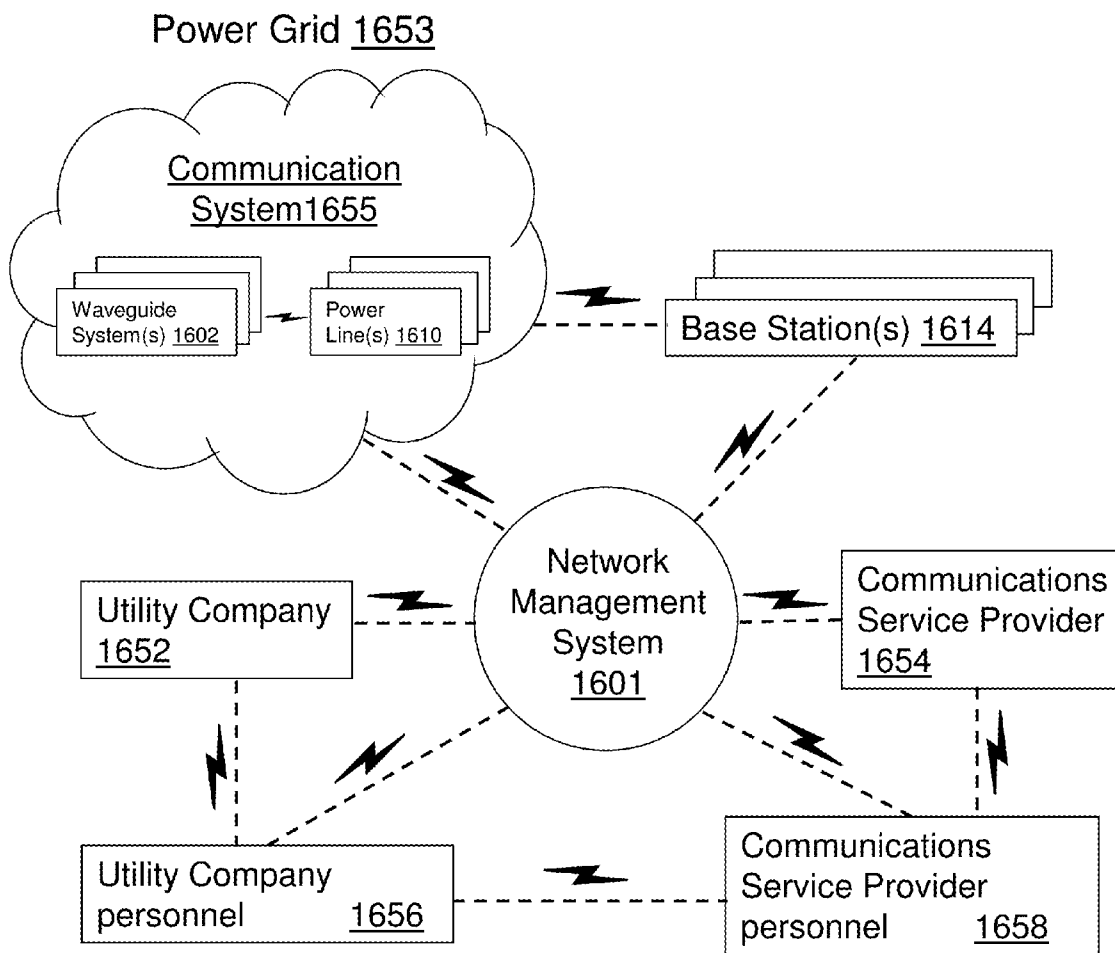 Power Grid 1653
Communication
System1655
Waveguide
System(s) 1602
Power
Line(s) 1610
Base Station(s) 1614
Network
Management
System
1601
Utility Company
1652
Communications
Service Provider
1654
Utility Company
personnel 1656
Communications
Service Provider
personnel 1658